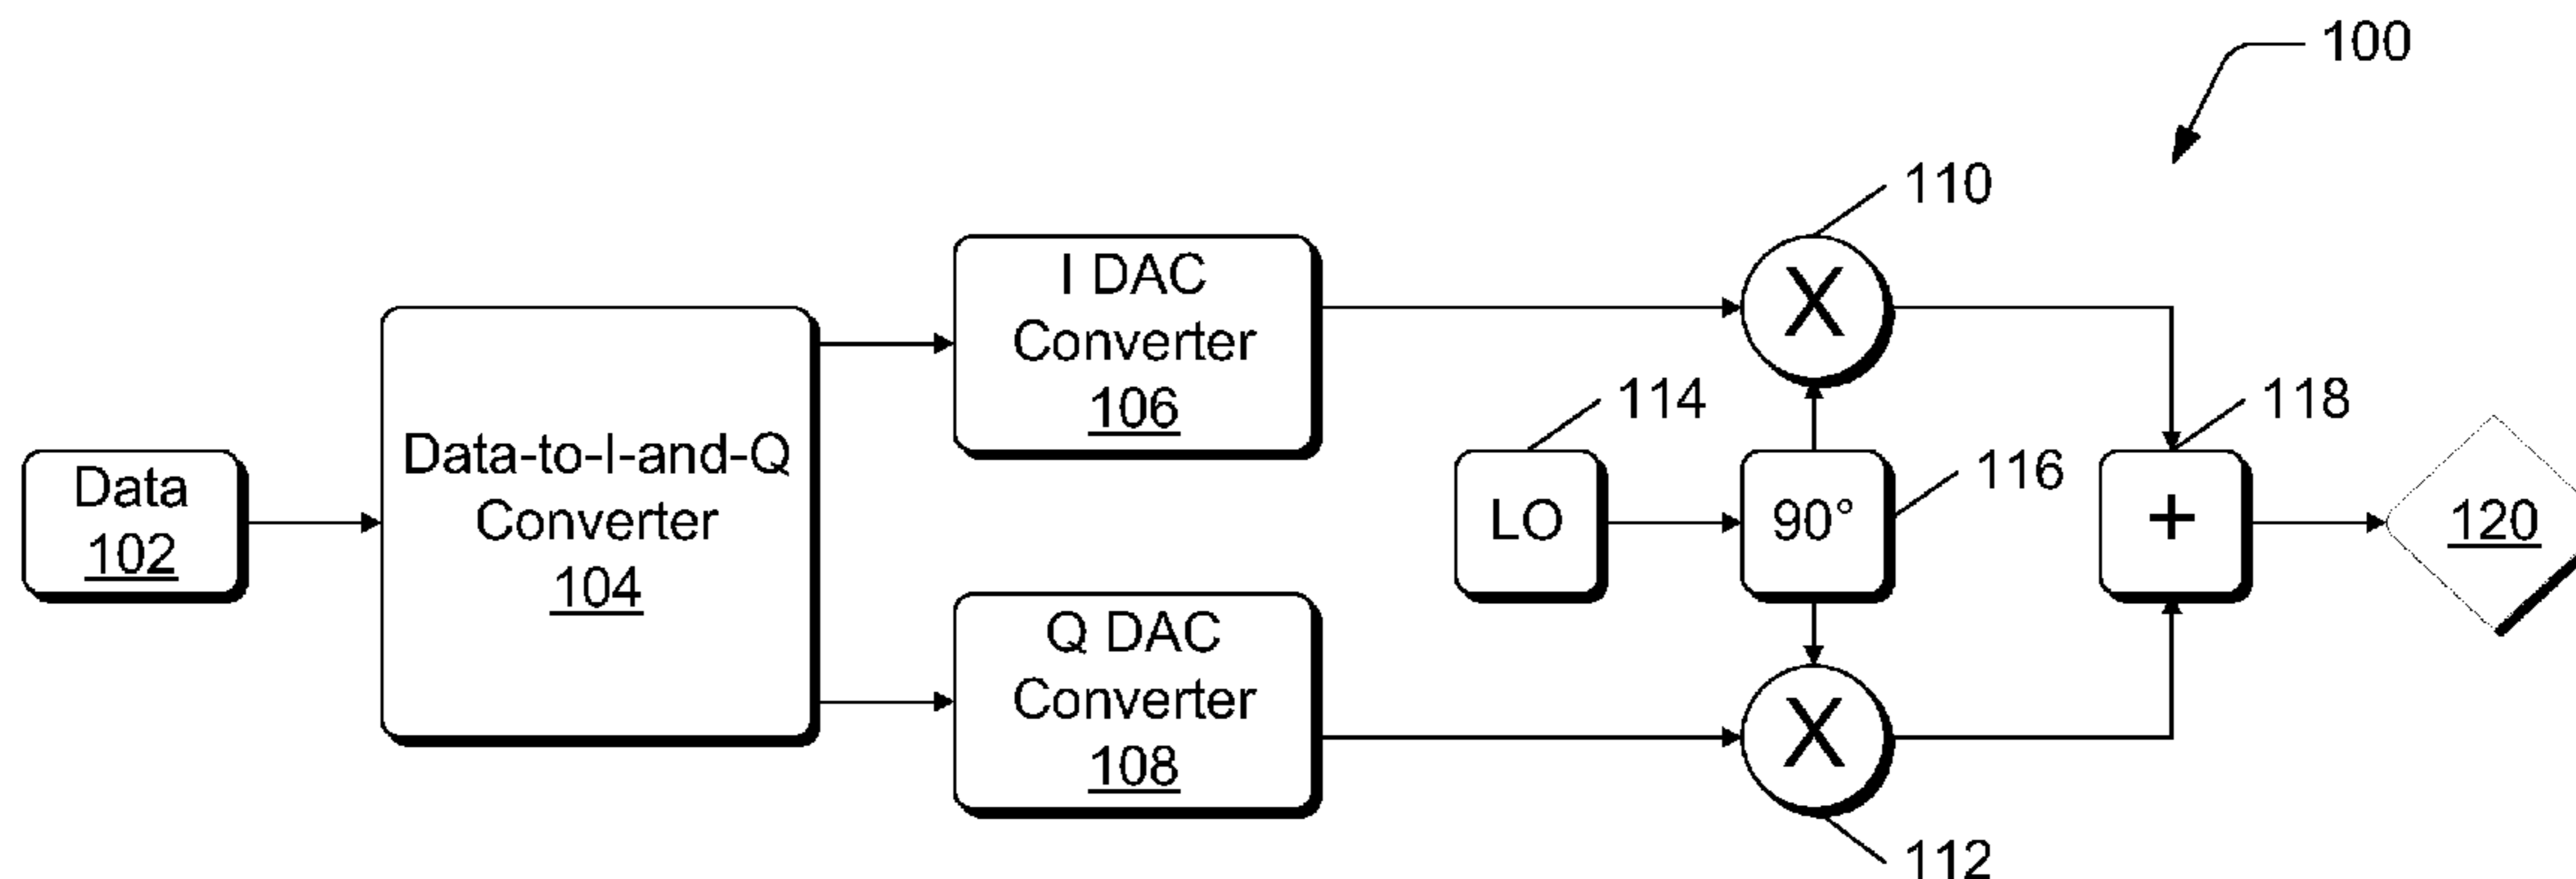 100
110
I DAC
Converter
106
X
114
118
Data-to-I-and-Q
Converter
104
Data
102
LO
90°
116
+
120
Q DAC
Converter
108
X
112